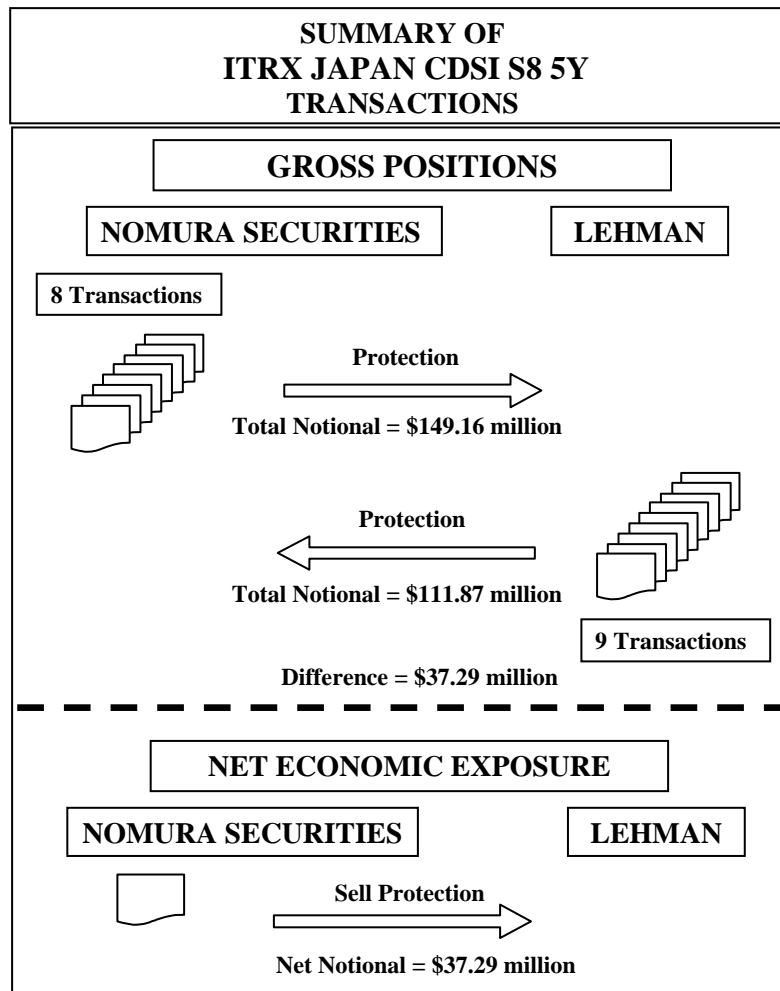 SUMMARY OF
ITRX JAPAN CDSI S8 5Y
TRANSACTIONS
GROSS POSITIONS
NOMURA SECURITIES
LEHMAN
8 Transactions
Protection
Total Notional = $149.16 million
Protection
Total Notional = $111.87 million
9 Transactions
Difference = $37.29 million
NET ECONOMIC EXPOSURE
NOMURA SECURITIES
LEHMAN
Sell Protection
Net Notional = $37.29 million